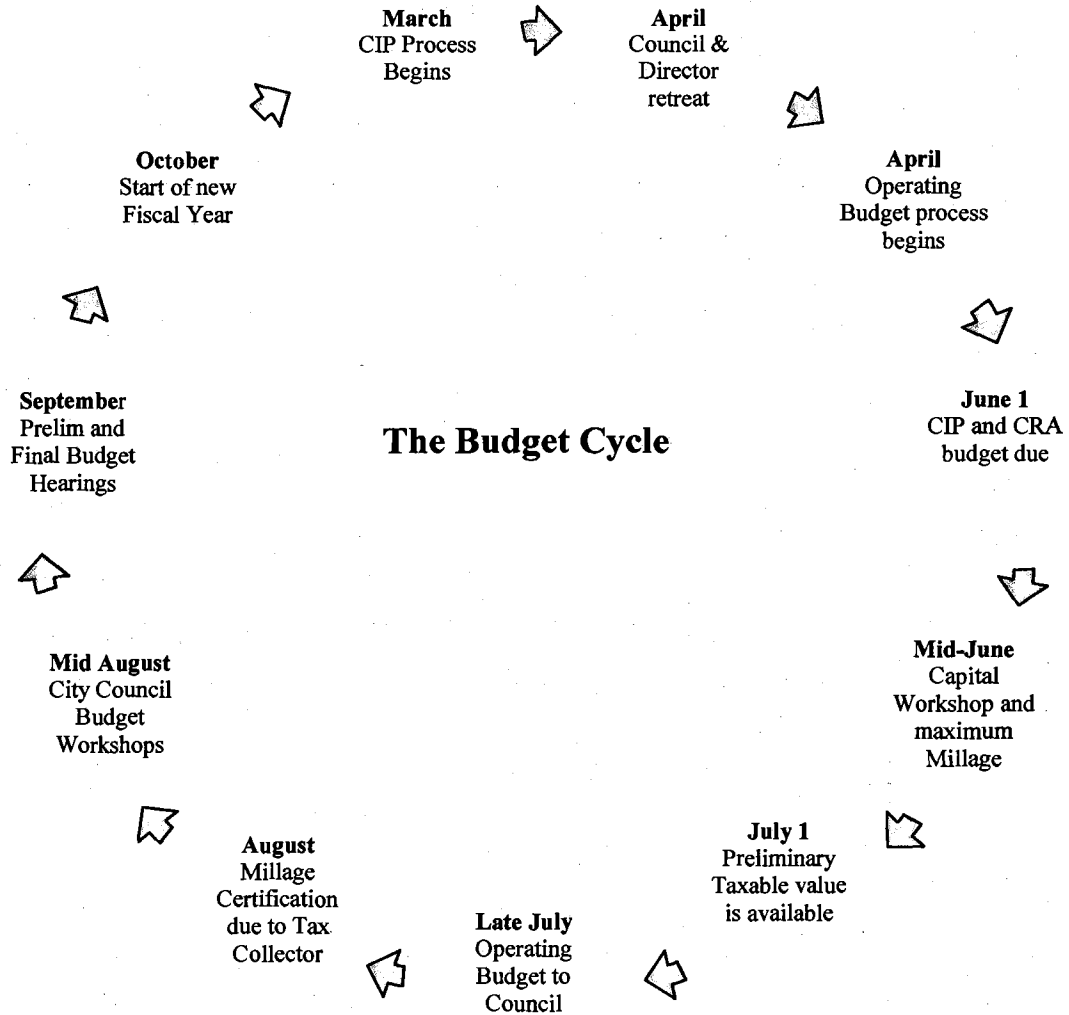 March
CIP Process
Begins
April
Council &
Director
retreat
April
Operating
Budget process
begins
June 1
CIP and CRA
budget due
Mid-June
Capital
Workshop and
maximum
Millage
July 1
Preliminary
Taxable value
is available
Late July
Operating
Budget to
Council
August
Millage
Certification
due to Tax
Collector
Mid August
City Council
Budget
Workshops
September
Prelim and
Final Budget
Hearings
October
Start of new
Fiscal Year
The Budget Cycle